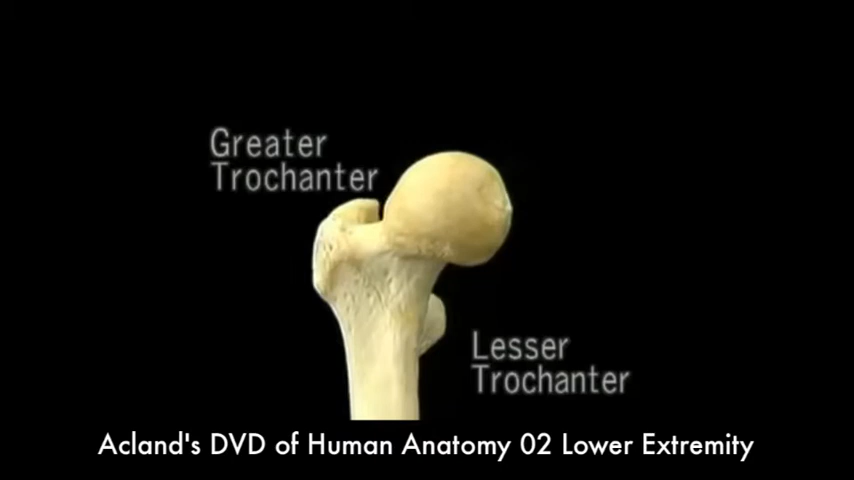 Greater
Trochanter
Lesser
Trochanter
Acland's DVD of Human Anatomy 02 Lower Extremity